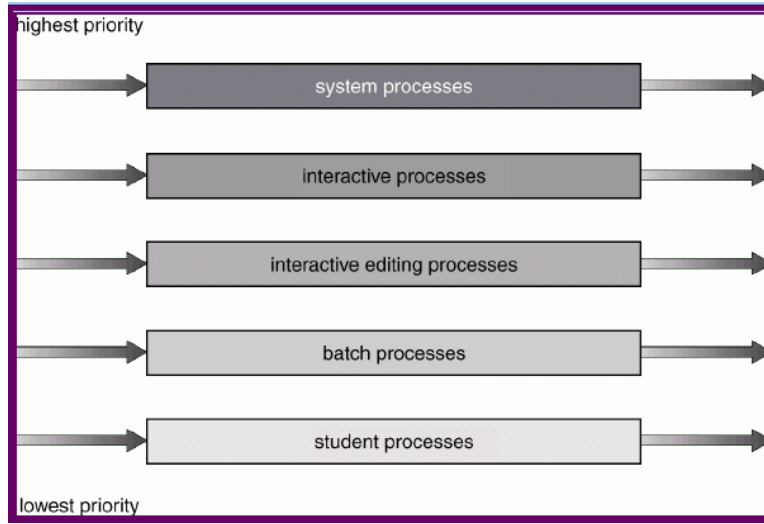 highest priority
system processes
interactive processes
interactive editing processes
batch processes
student processes
lowest priority